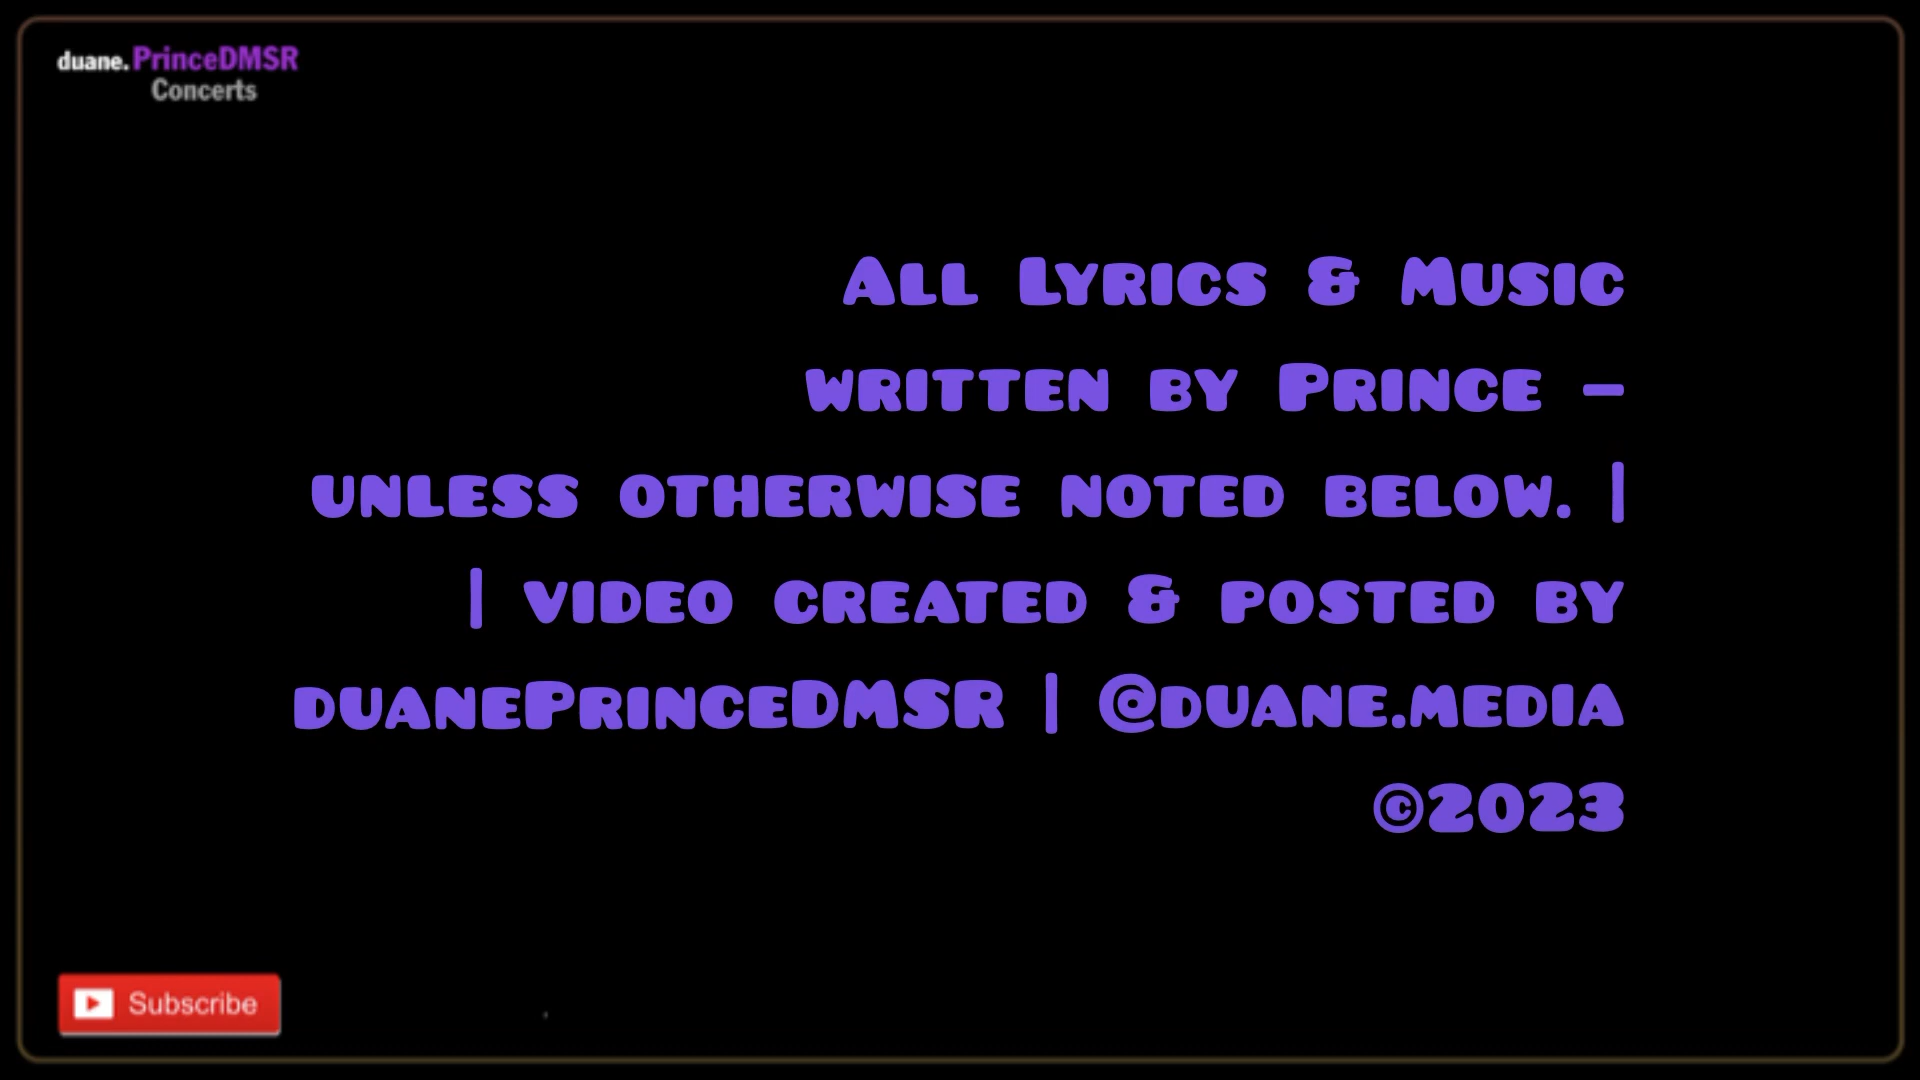 duane.PrinceDMSR
Concerts
All Lyrics & Music
written by Prince –
unless otherwise noted below. |
| video created & posted by
duanePrinceDMSR | @duane.media
©2023
Subscribe